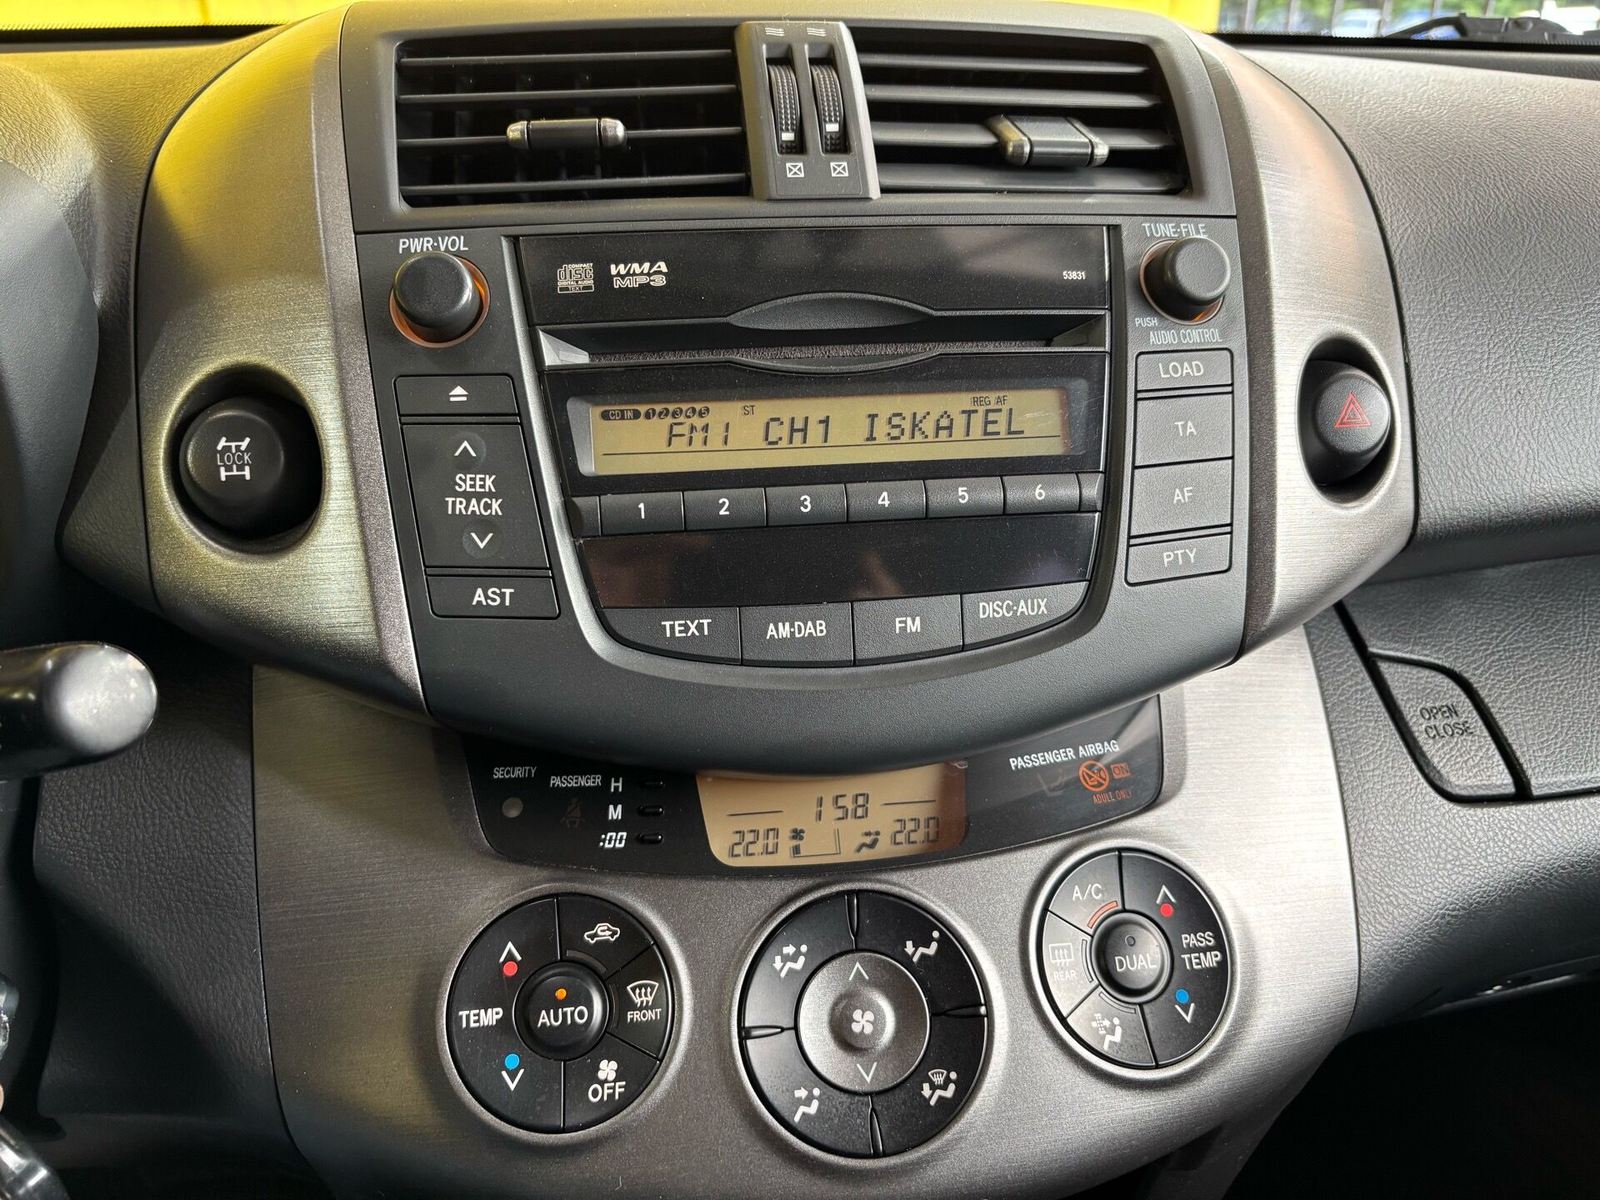 PWR·VOL
COMPACT
disc
DIGITAL AUDIO
TEXT
WMA
MP3
53831
TUNE·FILE
PUSH
AUDIO CONTROL
LOAD
TA
AF
PTY
CD IN 1 2 3 4 5
ST
REG AF
FM1 CH1 ISKATEL
LOCK
SEEK
TRACK
AST
1 2 3 4 5 6
TEXT
AM·DAB
FM
DISC·AUX
OPEN
CLOSE
SECURITY
PASSENGER
H
M
:00
1 58
22.0 22.0
PASSENGER AIRBAG
ON
ADULT ONLY
TEMP
AUTO
FRONT
OFF
A/C
REAR
DUAL
PASS
TEMP